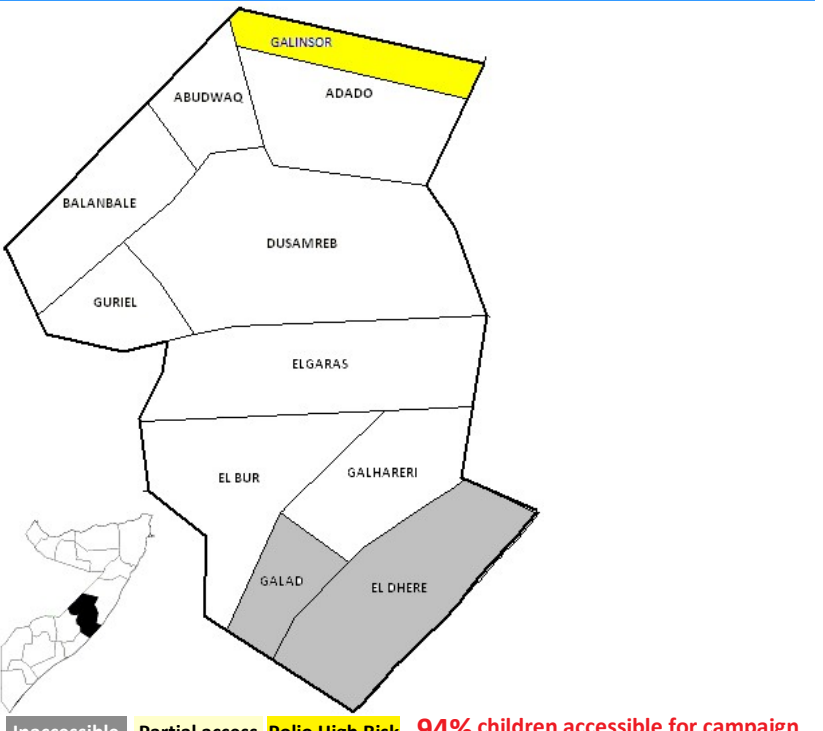 GALINSOR
ABUDWAQ
ADADO
BALANBALE
DUSAMREB
GURIEL
ELGARAS
EL BUR
GALHARERI
GALAD
EL DHERE
Inaccessible Partial access Polio High Risk 94% children accessible for campaign